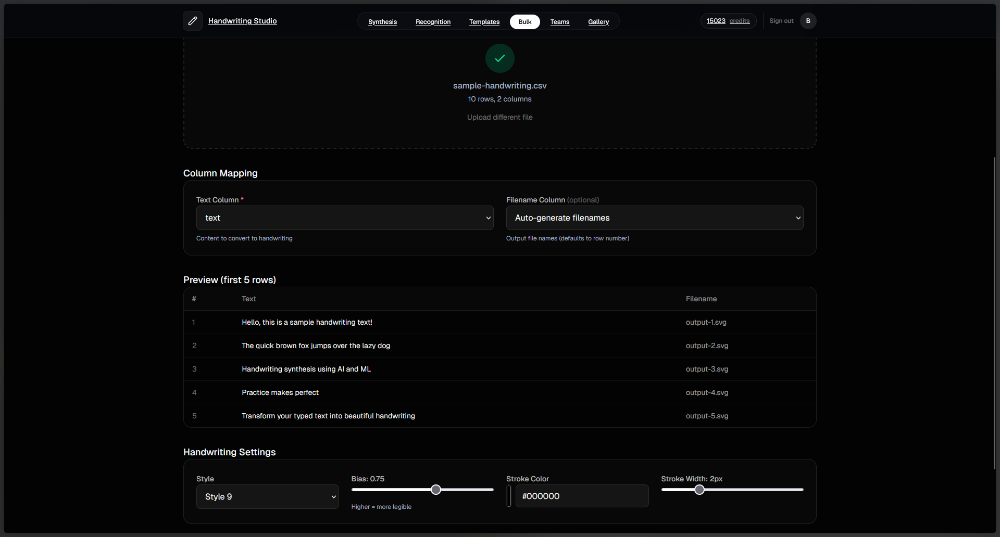 Handwriting Studio
Synthesis Recognition Templates Bulk Teams Gallery
15023 credits Sign out B
sample-handwriting.csv
10 rows, 2 columns
Upload different file
Column Mapping
Text Column * Filename Column (optional)
text Auto-generate filenames
Content to convert to handwriting Output file names (defaults to row number)
Preview (first 5 rows)
# Text Filename
1 Hello, this is a sample handwriting text! output-1.svg
2 The quick brown fox jumps over the lazy dog output-2.svg
3 Handwriting synthesis using AI and ML output-3.svg
4 Practice makes perfect output-4.svg
5 Transform your typed text into beautiful handwriting output-5.svg
Handwriting Settings
Style Bias: 0.75 Stroke Color Stroke Width: 2px
Style 9 #000000
Higher = more legible